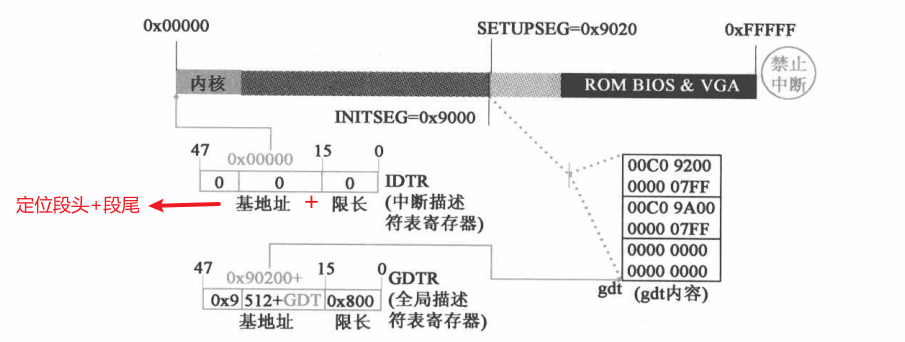 0x00000
SETUPSEG=0x9020
0xFFFFF
内核
ROM BIOS & VGA
禁止
中断
INITSEG=0x9000
47
0x00000
15
0
0
0
0
IDTR
(中断描述
符表寄存器)
定位段头+段尾
基地址
+
限长
00C0 9200
0000 07FF
00C0 9A00
0000 07FF
0000 0000
0000 0000
gdt
(gdt内容)
47
0x90200+
15
0
GDTR
(全局描述
符表寄存器)
0x9
512+GDT
0x800
基地址
限长